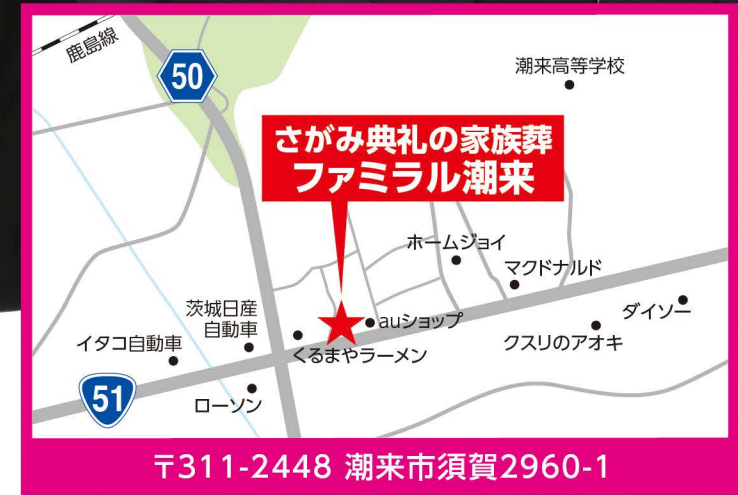 鹿島線
50
潮来高等学校
さがみ典礼の家族葬
ファミラル潮来
ホームジョイ
マクドナルド
茨城日産
自動車
auショップ
ダイソー
イタコ自動車
くるまやラーメン
クスリのアオキ
51
ローソン
〒311-2448 潮来市須賀2960-1